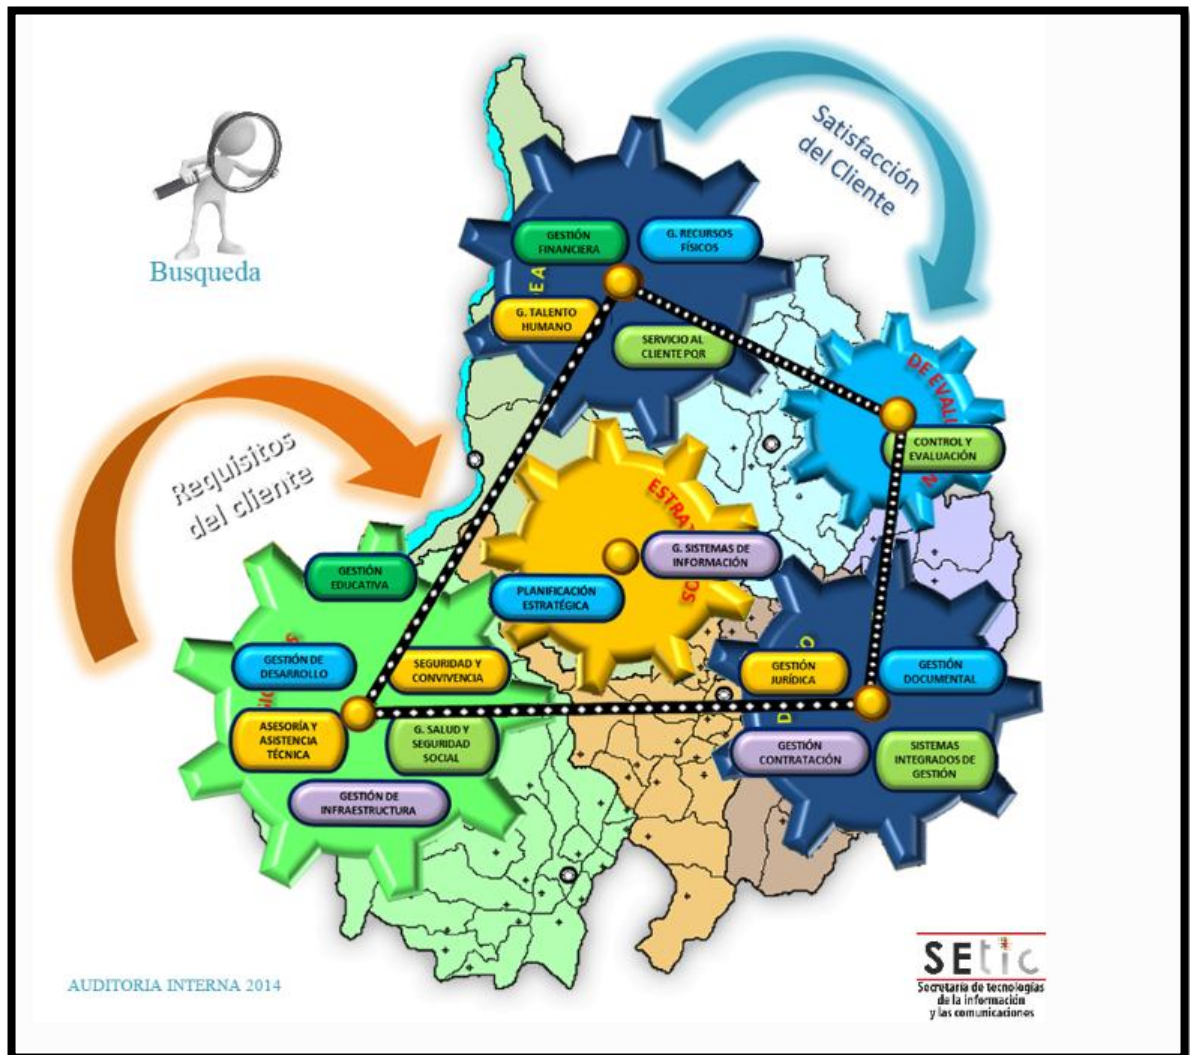 Satisfacción
del Cliente
Busqueda
GESTIÓN
FINANCIERA
G. RECURSOS
FÍSICOS
G. TALENTO
HUMANO
SERVICIO AL
CLIENTE PQR
DE EVALU
CONTROL Y
EVALUACIÓN
Requisitos
del cliente
ESTRAT
G. SISTEMAS DE
INFORMACIÓN
PLANIFICACIÓN
ESTRATÉGICA
GESTIÓN
EDUCATIVA
GESTIÓN DE
DESARROLLO
SEGURIDAD Y
CONVIVENCIA
ASESORÍA Y
ASISTENCIA
TÉCNICA
G. SALUD Y
SEGURIDAD
SOCIAL
GESTIÓN DE
INFRAESTRUCTURA
GESTIÓN
JURÍDICA
GESTIÓN
DOCUMENTAL
GESTIÓN
CONTRATACIÓN
SISTEMAS
INTEGRADOS DE
GESTIÓN
AUDITORIA INTERNA 2014
SEtic
Secretaría de tecnologías
de la información
y las comunicaciones